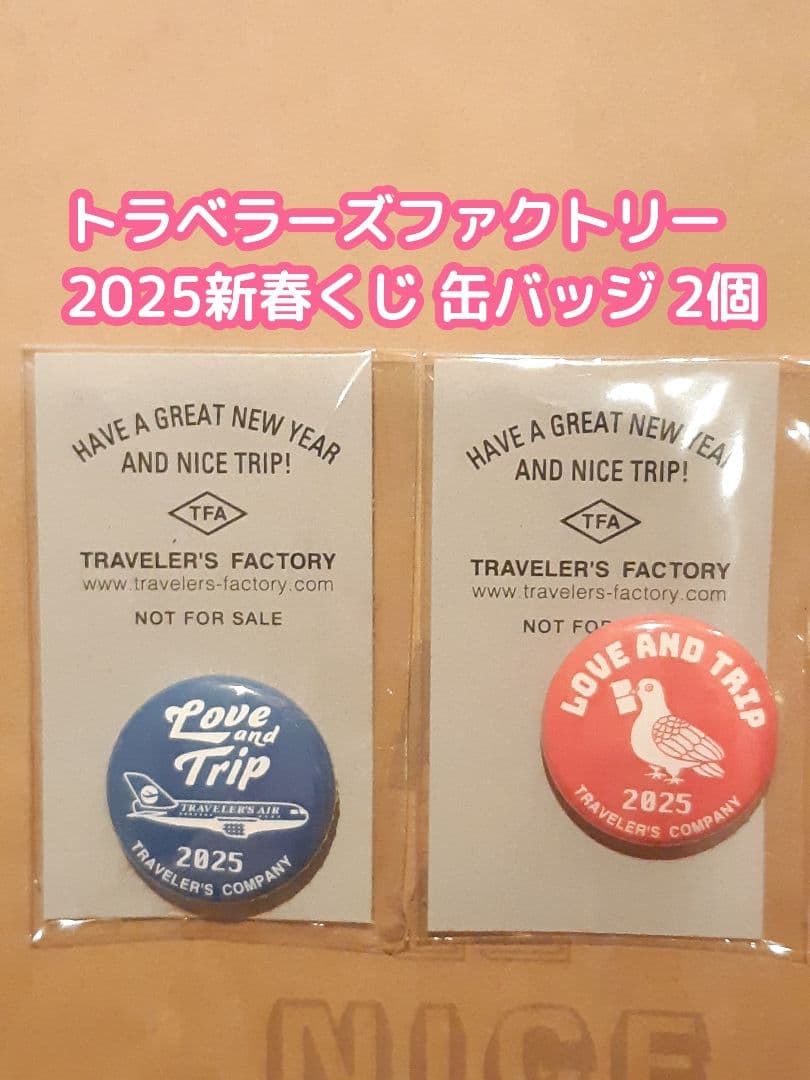 トラベラーズファクトリー
2025新春くじ 缶バッジ 2個
HAVE A GREAT NEW YEAR
AND NICE TRIP!
TFA
TRAVELER'S FACTORY
www.travelers-factory.com
NOT FOR SALE
Love
and
Trip
TRAVELER'S AIR
2025
TRAVELER'S COMPANY
HAVE A GREAT NEW YEAR
AND NICE TRIP!
TFA
TRAVELER'S FACTORY
www.travelers-factory.com
NOT FOR
LOVE AND TRIP
2025
TRAVELER'S COMPANY
NICE